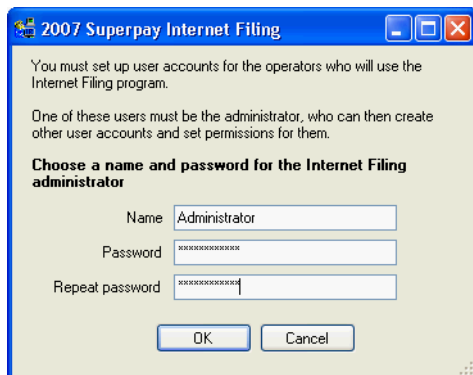 2007 Superpay Internet Filing
You must set up user accounts for the operators who will use the
Internet Filing program.
One of these users must be the administrator, who can then create
other user accounts and set permissions for them.
Choose a name and password for the Internet Filing
administrator
Name Administrator
Password ************
Repeat password ************
OK Cancel